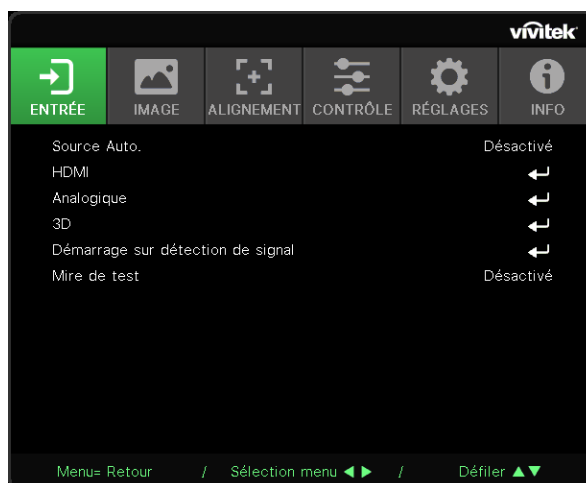 vivitek
ENTRÉE IMAGE ALIGNEMENT CONTRÔLE RÉGLAGES INFO
Source Auto. Désactivé
HDMI
Analogique
3D
Démarrage sur détection de signal
Mire de test Désactivé
Menu= Retour / Sélection menu ◀ ▶ / Défiler ▲▼